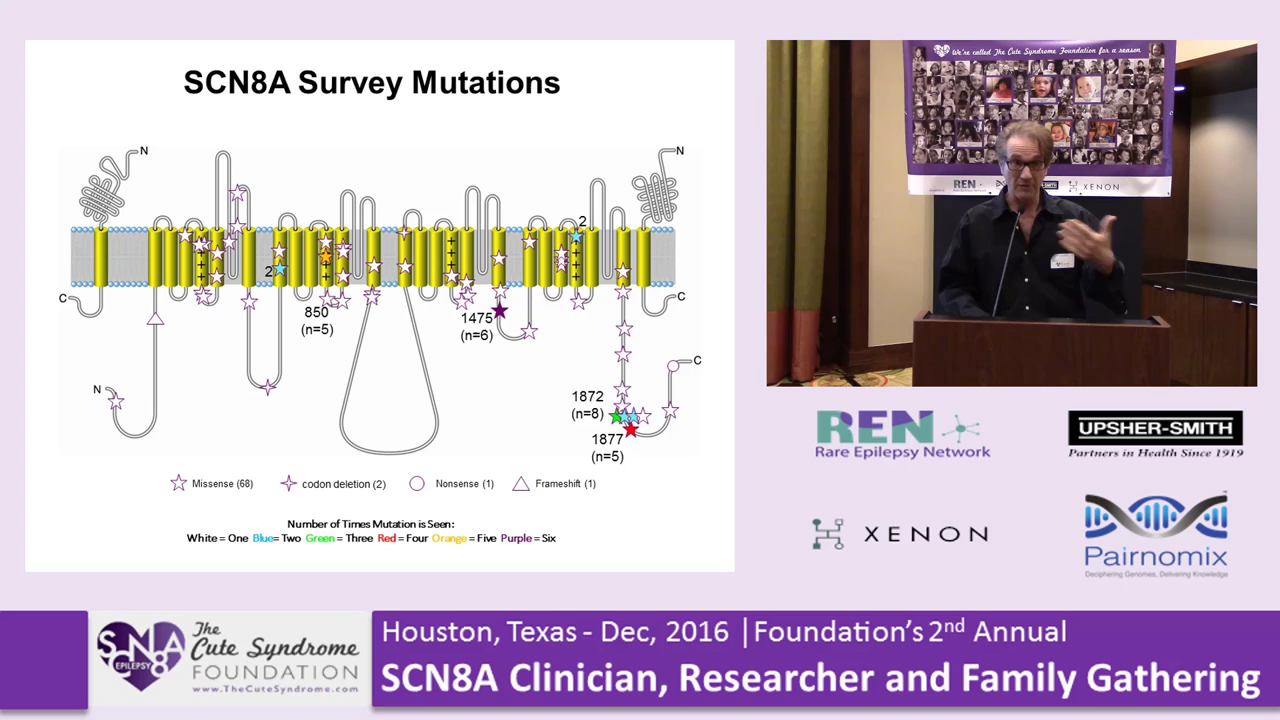 SCN8A Survey Mutations
N
N
2
2
C
C
850
(n=5)
1475
(n=6)
C
N
1872
(n=8)
1877
(n=5)
Missense (68)
codon deletion (2)
Nonsense (1)
Frameshift (1)
Number of Times Mutation is Seen:
White = One Blue= Two Green = Three Red = Four Orange = Five Purple = Six
We're called The Cute Syndrome Foundation for a reason
REN
XENON
REN
Rare Epilepsy Network
UPSHER-SMITH
Partners in Health Since 1919
XENON
Pairnomix
Deciphering Genomes, Delivering Knowledge
SCN8A
EPILEPSY
The
Cute Syndrome
FOUNDATION
www.TheCuteSyndrome.com
Houston, Texas - Dec, 2016 | Foundation's 2nd Annual
SCN8A Clinician, Researcher and Family Gathering